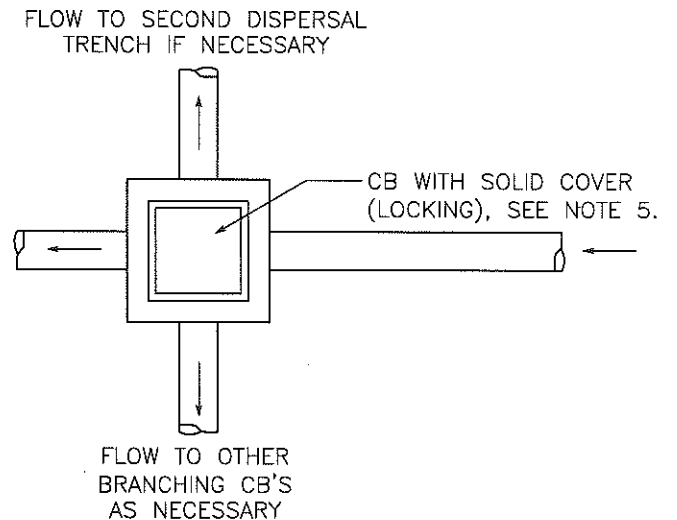 FLOW TO SECOND DISPERSAL
TRENCH IF NECESSARY
CB WITH SOLID COVER
(LOCKING), SEE NOTE 5.
FLOW TO OTHER
BRANCHING CB'S
AS NECESSARY